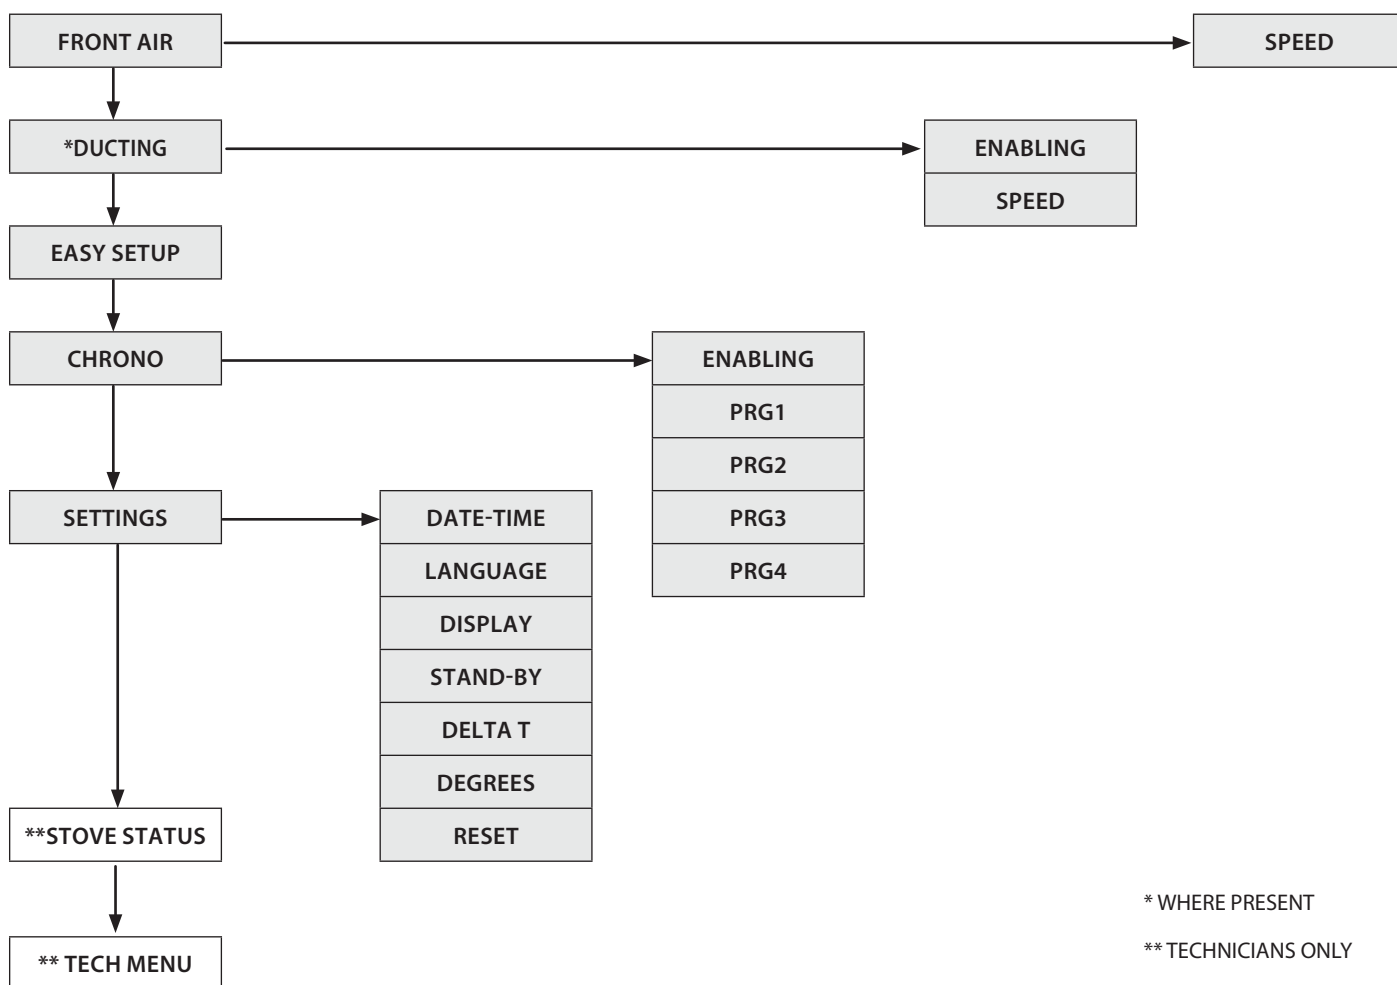 FRONT AIR
SPEED
*DUCTING
ENABLING
SPEED
EASY SETUP
CHRONO
ENABLING
PRG1
PRG2
PRG3
PRG4
SETTINGS
DATE-TIME
LANGUAGE
DISPLAY
STAND-BY
DELTA T
DEGREES
RESET
**STOVE STATUS
** TECH MENU
* WHERE PRESENT
** TECHNICIANS ONLY